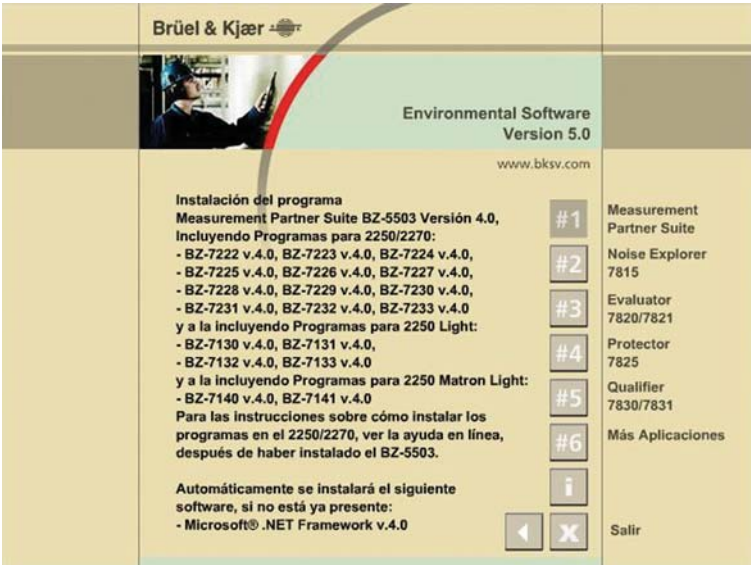 Brüel & Kjær
Environmental Software
Version 5.0
www.bksv.com
Instalación del programa
Measurement Partner Suite BZ-5503 Versión 4.0,
Incluyendo Programas para 2250/2270:
- BZ-7222 v.4.0, BZ-7223 v.4.0, BZ-7224 v.4.0,
- BZ-7225 v.4.0, BZ-7226 v.4.0, BZ-7227 v.4.0,
- BZ-7228 v.4.0, BZ-7229 v.4.0, BZ-7230 v.4.0,
- BZ-7231 v.4.0, BZ-7232 v.4.0, BZ-7233 v.4.0
y a la incluyendo Programas para 2250 Light:
- BZ-7130 v.4.0, BZ-7131 v.4.0,
- BZ-7132 v.4.0, BZ-7133 v.4.0
y a la incluyendo Programas para 2250 Matron Light:
- BZ-7140 v.4.0, BZ-7141 v.4.0
Para las instrucciones sobre cómo instalar los
programas en el 2250/2270, ver la ayuda en línea,
después de haber instalado el BZ-5503.
Automáticamente se instalará el siguiente
software, si no está ya presente:
- Microsoft® .NET Framework v.4.0
#1
Measurement
Partner Suite
#2
Noise Explorer
7815
#3
Evaluator
7820/7821
#4
Protector
7825
#5
Qualifier
7830/7831
#6
Más Aplicaciones
i
X
Salir